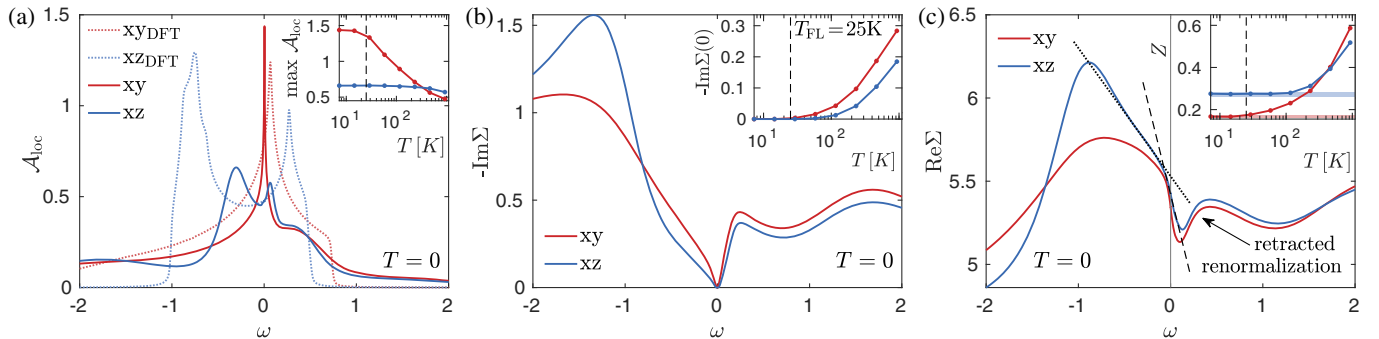 (a)
xy_DFT
xz_DFT
xy
xz
A_loc
1.5
1
0.5
0
-2
-1
0
1
2
ω
T = 0
max A_loc
1.5
1
0.5
10^1
10^2
T [K]
(b)
-ImΣ
1.5
1
0.5
0
-2
-1
0
1
2
ω
xy
xz
T = 0
-ImΣ(0)
0.3
0.2
0.1
0
T_FL = 25K
10^1
10^2
T [K]
(c)
ReΣ
6.5
6
5.5
5
-2
-1
0
1
2
ω
xy
xz
T = 0
retracted
renormalization
Z
0.6
0.4
0.2
10^1
10^2
T [K]